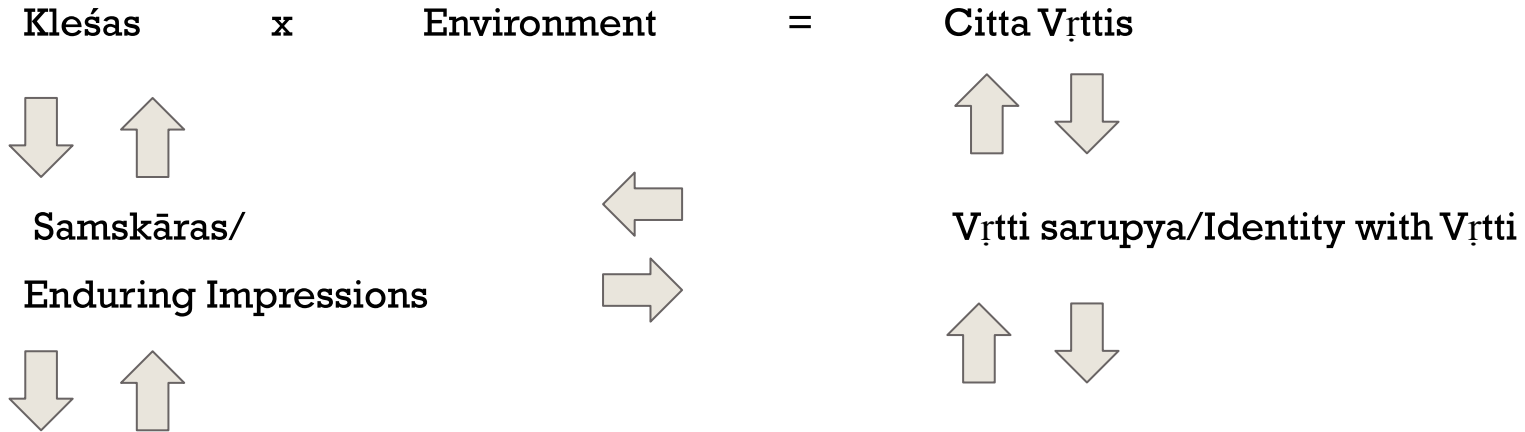 Kleśas x Environment = Citta Vṛttis
Samskāras/ Vṛtti sarupya/Identity with Vṛtti
Enduring Impressions